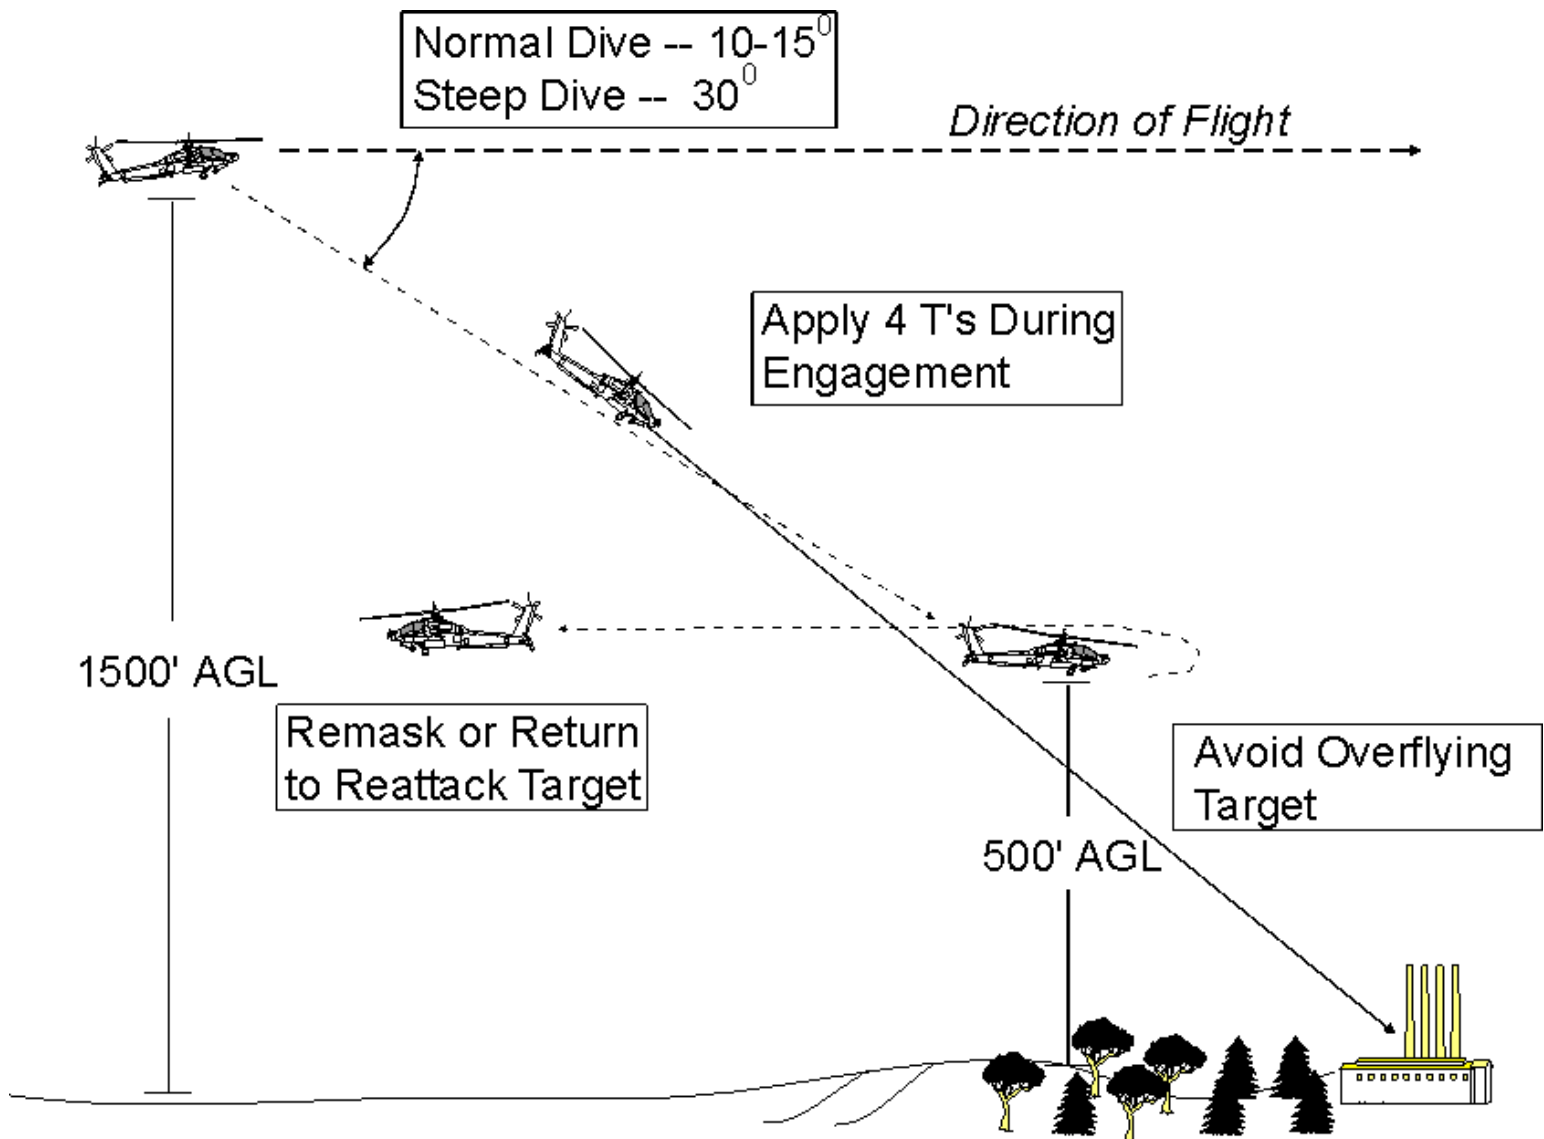 Normal Dive -- 10-15⁰
Steep Dive -- 30⁰
Direction of Flight
Apply 4 T's During
Engagement
1500' AGL
Remask or Return
to Reattack Target
Avoid Overflying
Target
500' AGL